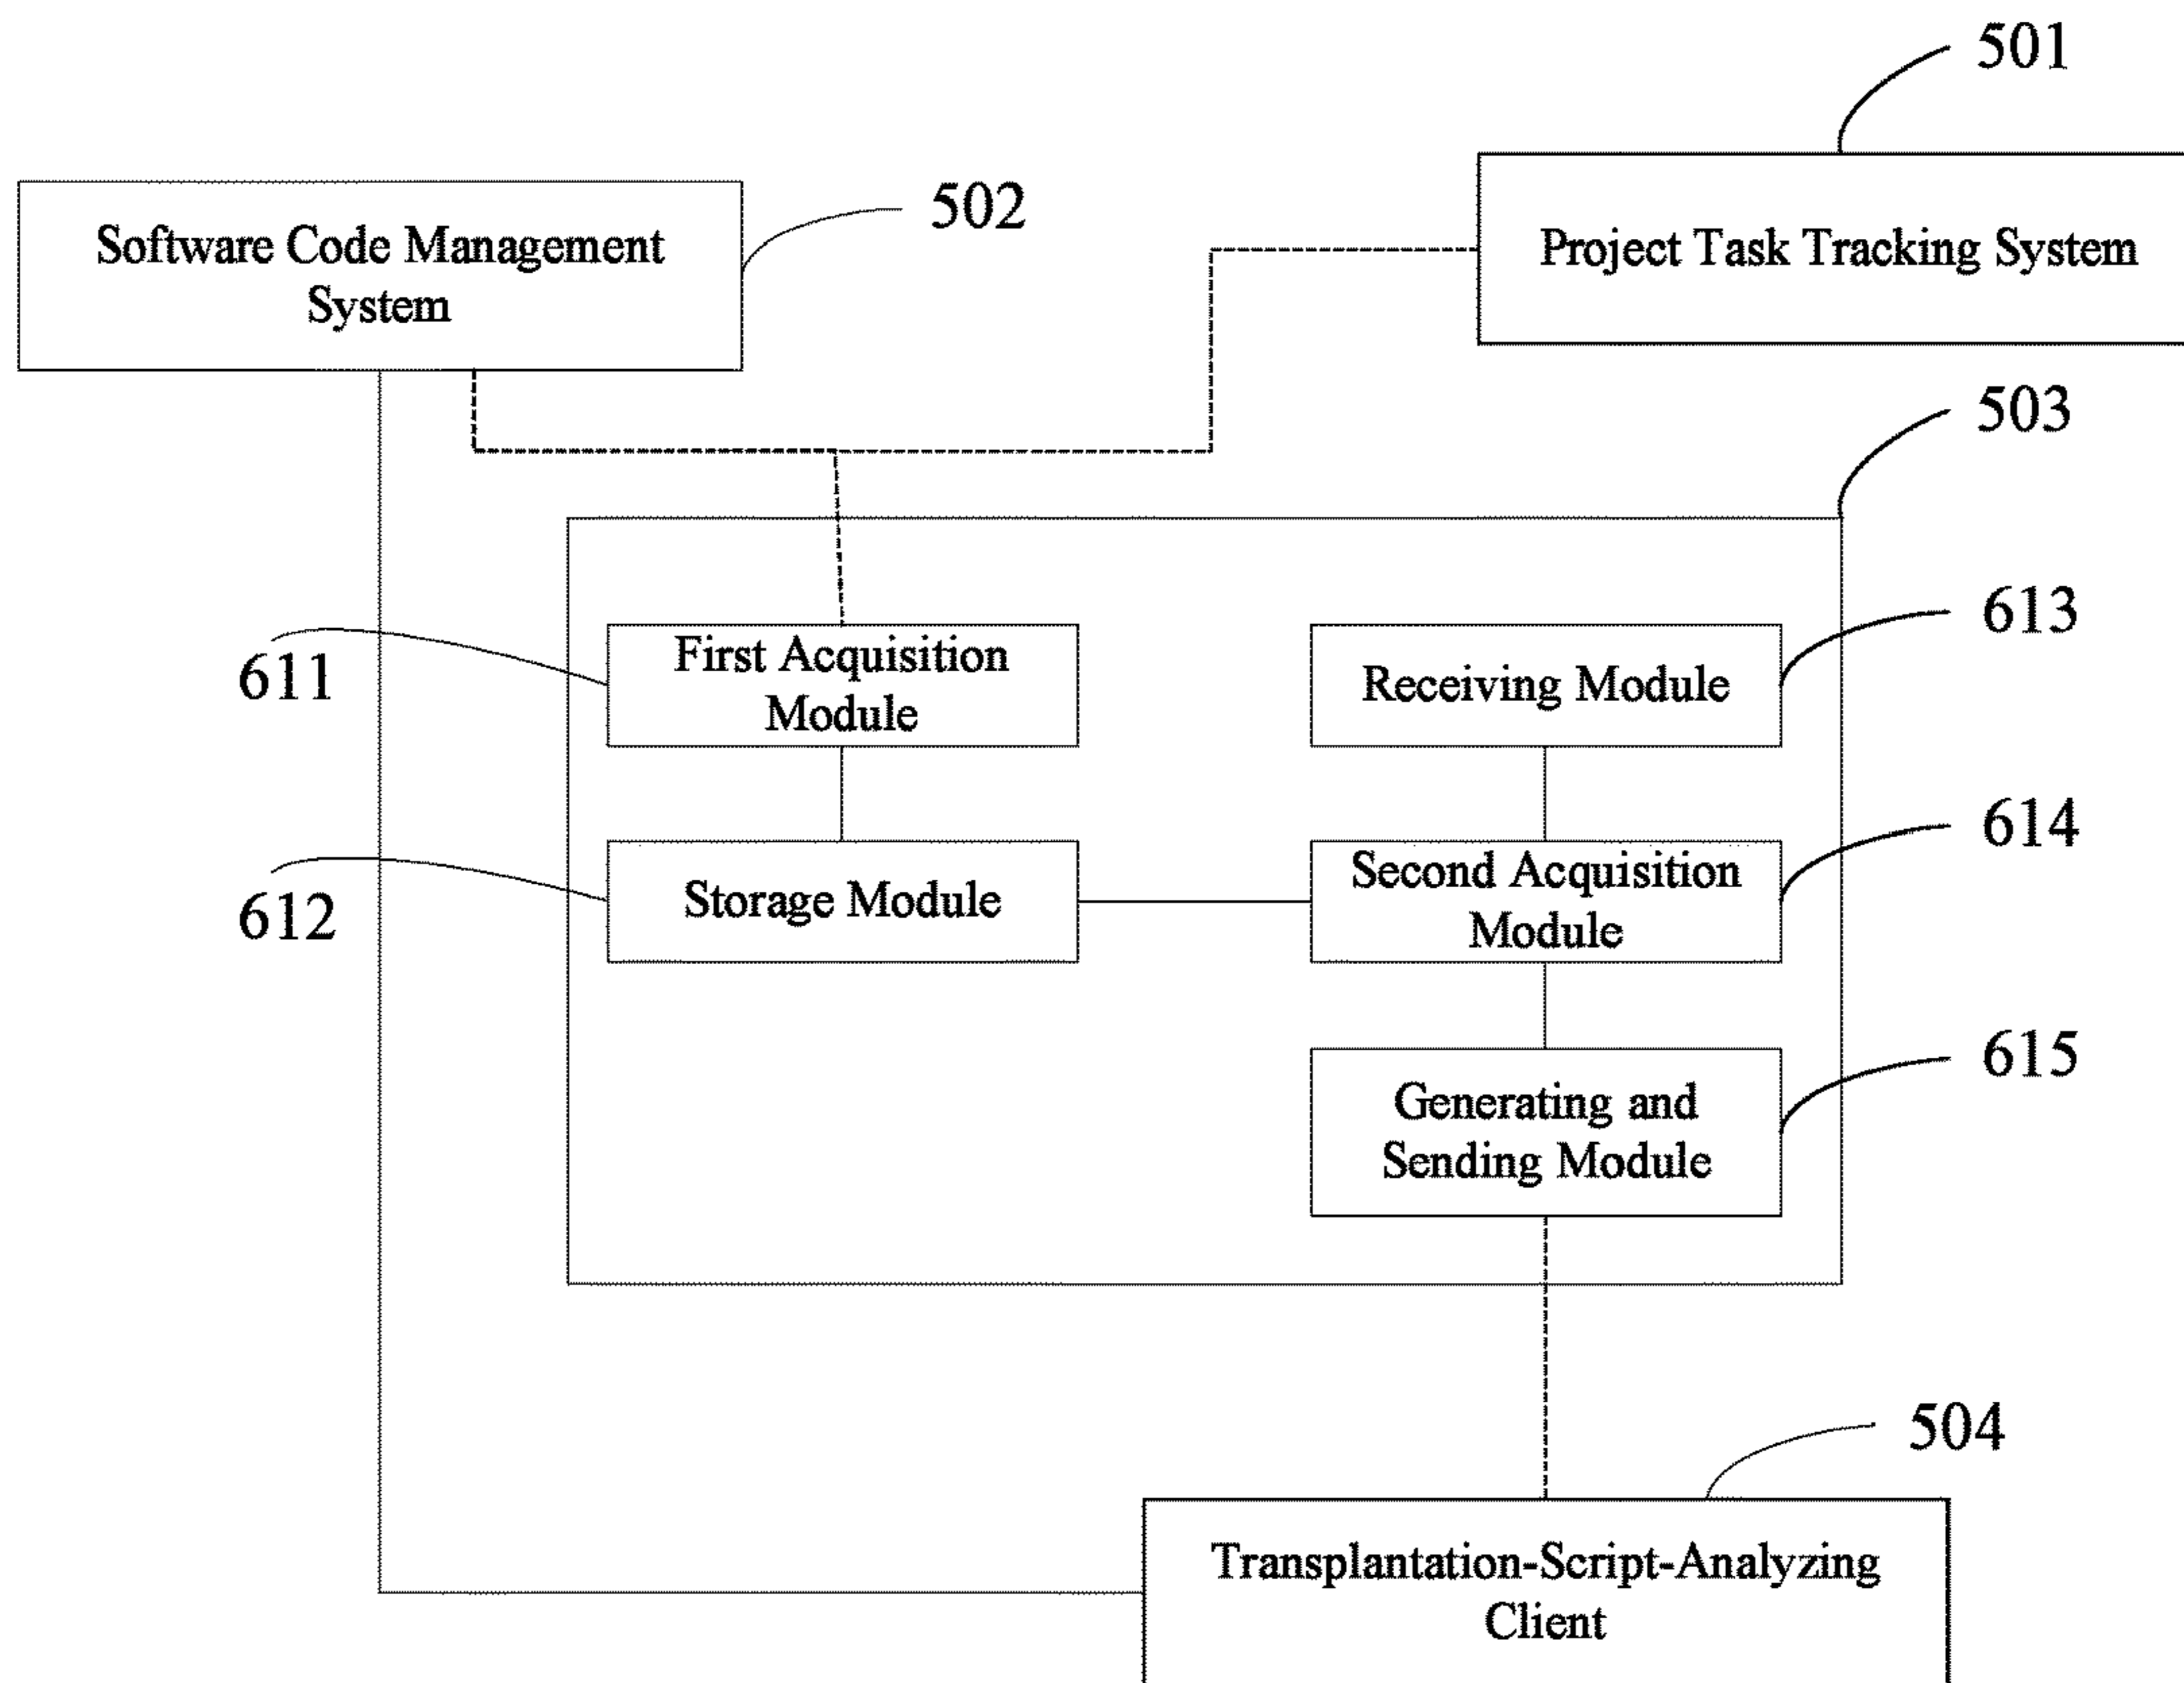 501
502
Software Code Management
System
Project Task Tracking System
503
613
First Acquisition
Module
Receiving Module
611
614
Storage Module
Second Acquisition
Module
612
615
Generating and
Sending Module
504
Transplantation-Script-Analyzing
Client